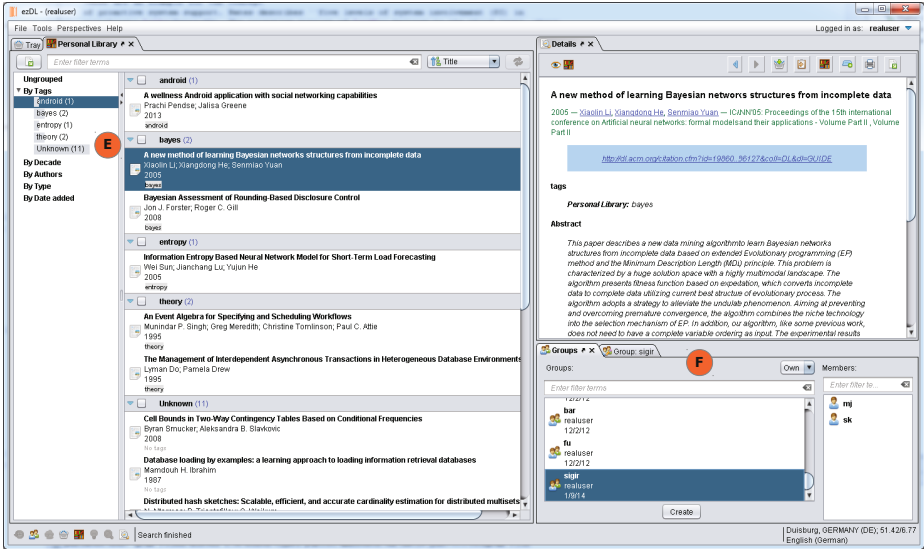 ezDL - (realuser)
File Tools Perspectives Help
Logged in as: realuser
Tray
Personal Library
Enter filter terms
Title
Ungrouped
By Tags
android (1)
bayes (2)
entropy (1)
theory (2)
Unknown (11)
By Decade
By Authors
By Type
By Date added
E
android (1)
A wellness Android application with social networking capabilities
Prachi Pendse; Jalisa Greene
2013
android
bayes (2)
A new method of learning Bayesian networks structures from incomplete data
Xiaolin Li; Xiangdong He; Senmiao Yuan
2005
bayes
Bayesian Assessment of Rounding-Based Disclosure Control
Jon J. Forster; Roger C. Gill
2008
bayes
entropy (1)
Information Entropy Based Neural Network Model for Short-Term Load Forecasting
Wei Sun; Jianchang Lu; Yujun He
2005
entropy
theory (2)
An Event Algebra for Specifying and Scheduling Workflows
Munindar P. Singh; Greg Meredith; Christine Tomlinson; Paul C. Attie
1995
theory
The Management of Interdependent Asynchronous Transactions in Heterogeneous Database Environments
Lyman Do; Pamela Drew
1995
theory
Unknown (11)
Cell Bounds in Two-Way Contingency Tables Based on Conditional Frequencies
Byran Smucker; Aleksandra B. Slavkovic
2008
No tags
Database loading by examples: a learning approach to loading information retrieval databases
Mamdouh H. Ibrahim
1987
No tags
Distributed hash sketches: Scalable, efficient, and accurate cardinality estimation for distributed multisets
Details
A new method of learning Bayesian networks structures from incomplete data
2005 — Xiaolin Li, Xiangdong He, Senmiao Yuan — ICANN'05: Proceedings of the 15th international
conference on Artificial neural networks: formal modelsand their applications - Volume Part II , Volume
Part II
http://dl.acm.org/citation.cfm?id=19860..86127&coll=DL&dl=GUIDE
tags
Personal Library: bayes
Abstract
This paper describes a new data mining algorithmto learn Bayesian networks
structures from incomplete data based on extended Evolutionary programming (EP)
method and the Minimum Description Length (MDL) principle. This problem is
characterized by a huge solution space with a highly multimodal landscape. The
algorithm presents fitness function based on expedation, which converts incomplete
data to complete data utilizing current best structure of evolutionary process. The
algorithm adopts a strategy to alleviate the undulate phenomenon. Aiming at preventing
and overcoming premature convergence, the algorithm combines the niche technology
into the selection mechanism of EP. In addition, our algorithm, like some previous work,
does not need to have a complete variable ordering as input. The experimental results
Groups
Group: sigir
F
Groups:
Own
Members:
Enter filter terms
Enter filter te...
12/2/12
bar
realuser
12/2/12
fu
realuser
12/2/12
sigir
realuser
1/9/14
mj
sk
Create
Search finished
Duisburg, GERMANY (DE); 51.42/6.77
English (German)